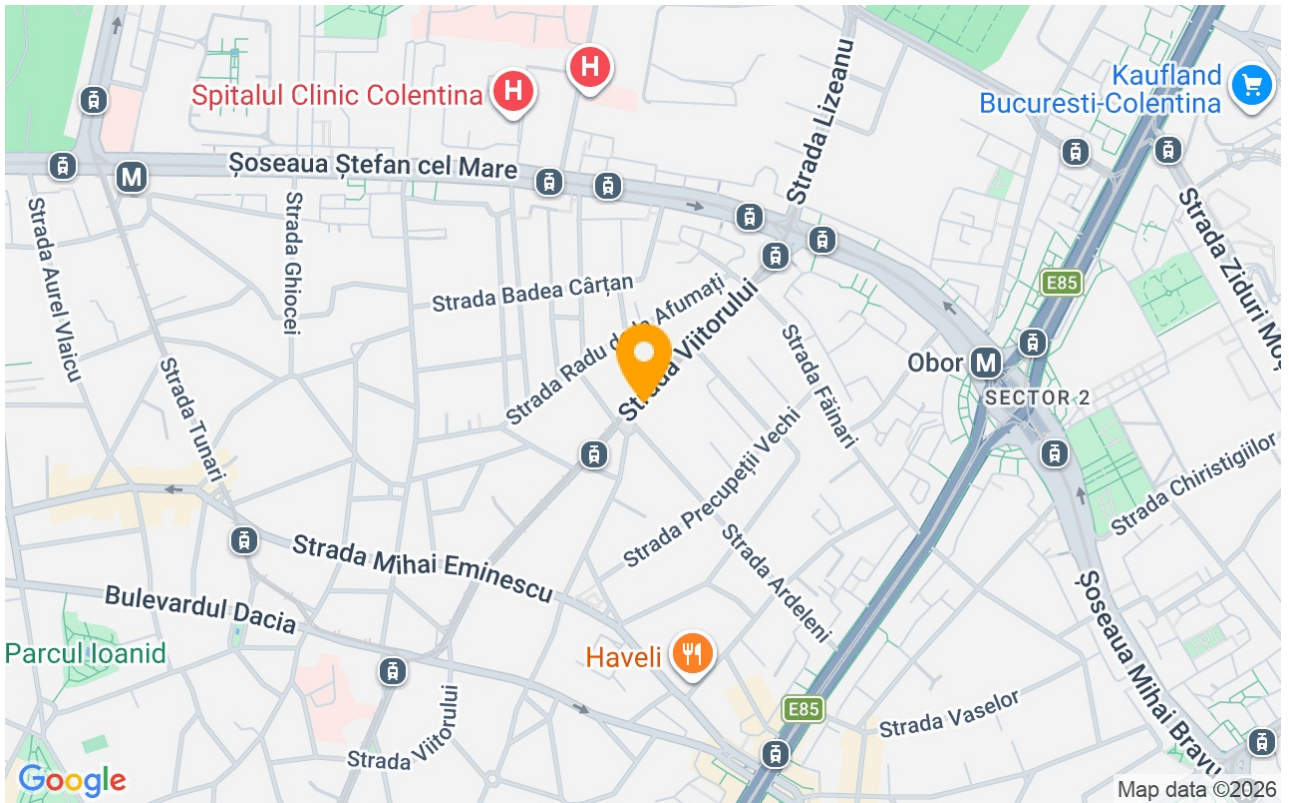 Kaufland
Bucuresti-Colentina
Spitalul Clinic Colentina
H
H
Strada Lizeanu
Șoseaua Ștefan cel Mare
M
Strada Aurel Vlaicu
Strada Ghiocei
Strada Ziduri Moș
Strada Badea Cârțan
E85
Strada Radu de la Afumați
Strada Viitorului
Strada Făinari
Obor
M
SECTOR 2
Strada Tunari
Strada Precupeții Vechi
Strada Chiristigiilor
Strada Mihai Eminescu
Strada Ardeleni
Bulevardul Dacia
Șoseaua Mihai Bravu
Parcul Ioanid
Haveli
E85
Strada Vaselor
Strada Viitorului
Google
Map data ©2026